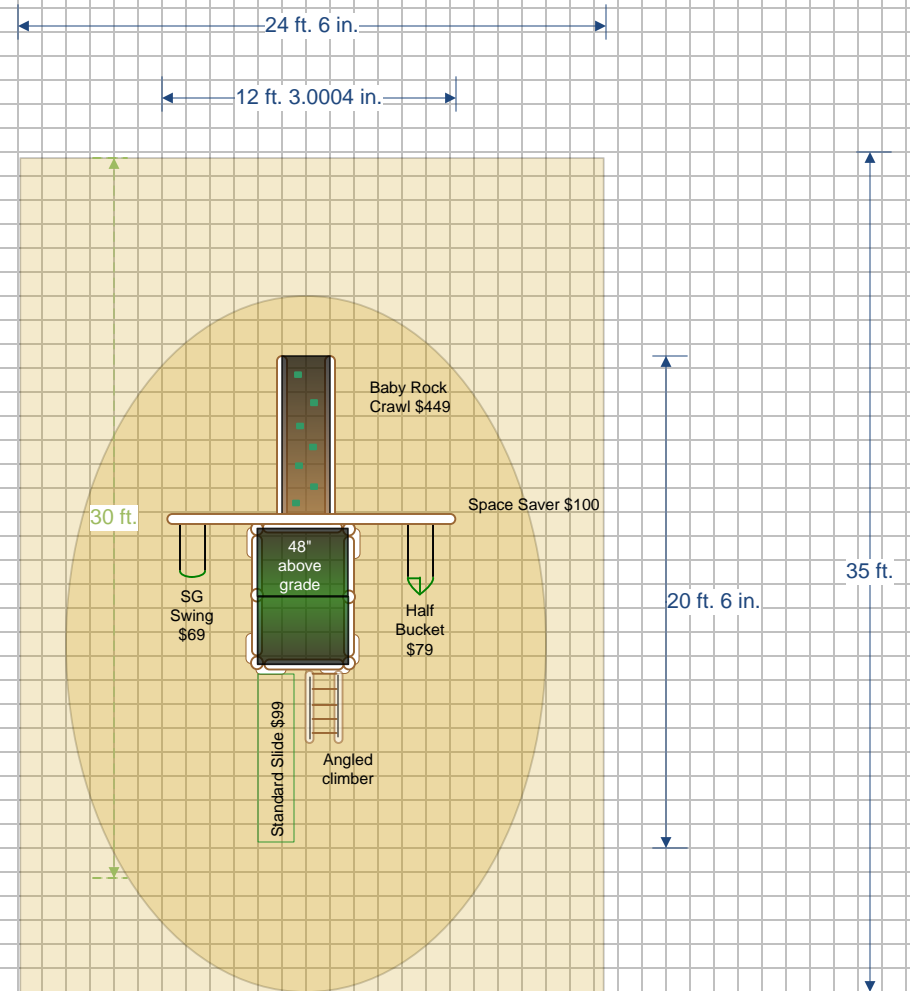 24 ft. 6 in.
12 ft. 3.0004 in.
Baby Rock
Crawl $449
Space Saver $100
30 ft.
48"
above
grade
35 ft.
SG
Swing
$69
Half
Bucket
$79
20 ft. 6 in.
Standard Slide $99
Angled
climber